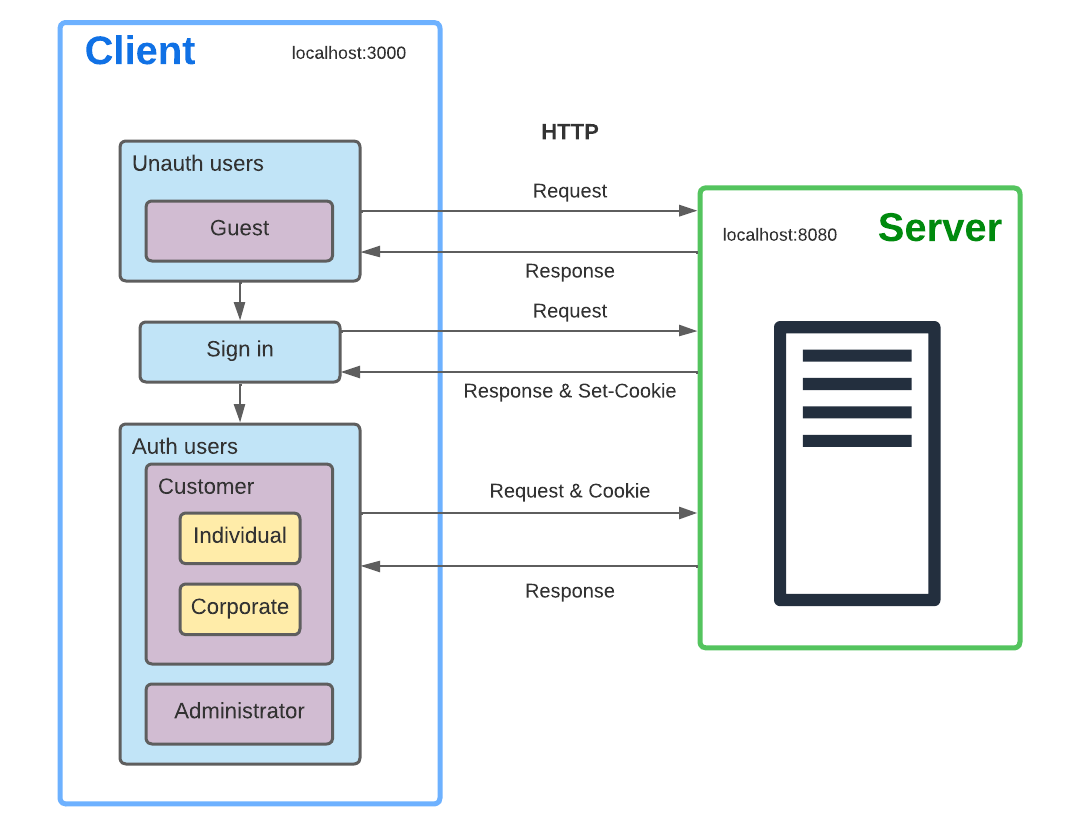 Client
localhost:3000
HTTP
Unauth users
Guest
Request
Response
Server
localhost:8080
Sign in
Request
Response & Set-Cookie
Auth users
Customer
Individual
Corporate
Administrator
Request & Cookie
Response